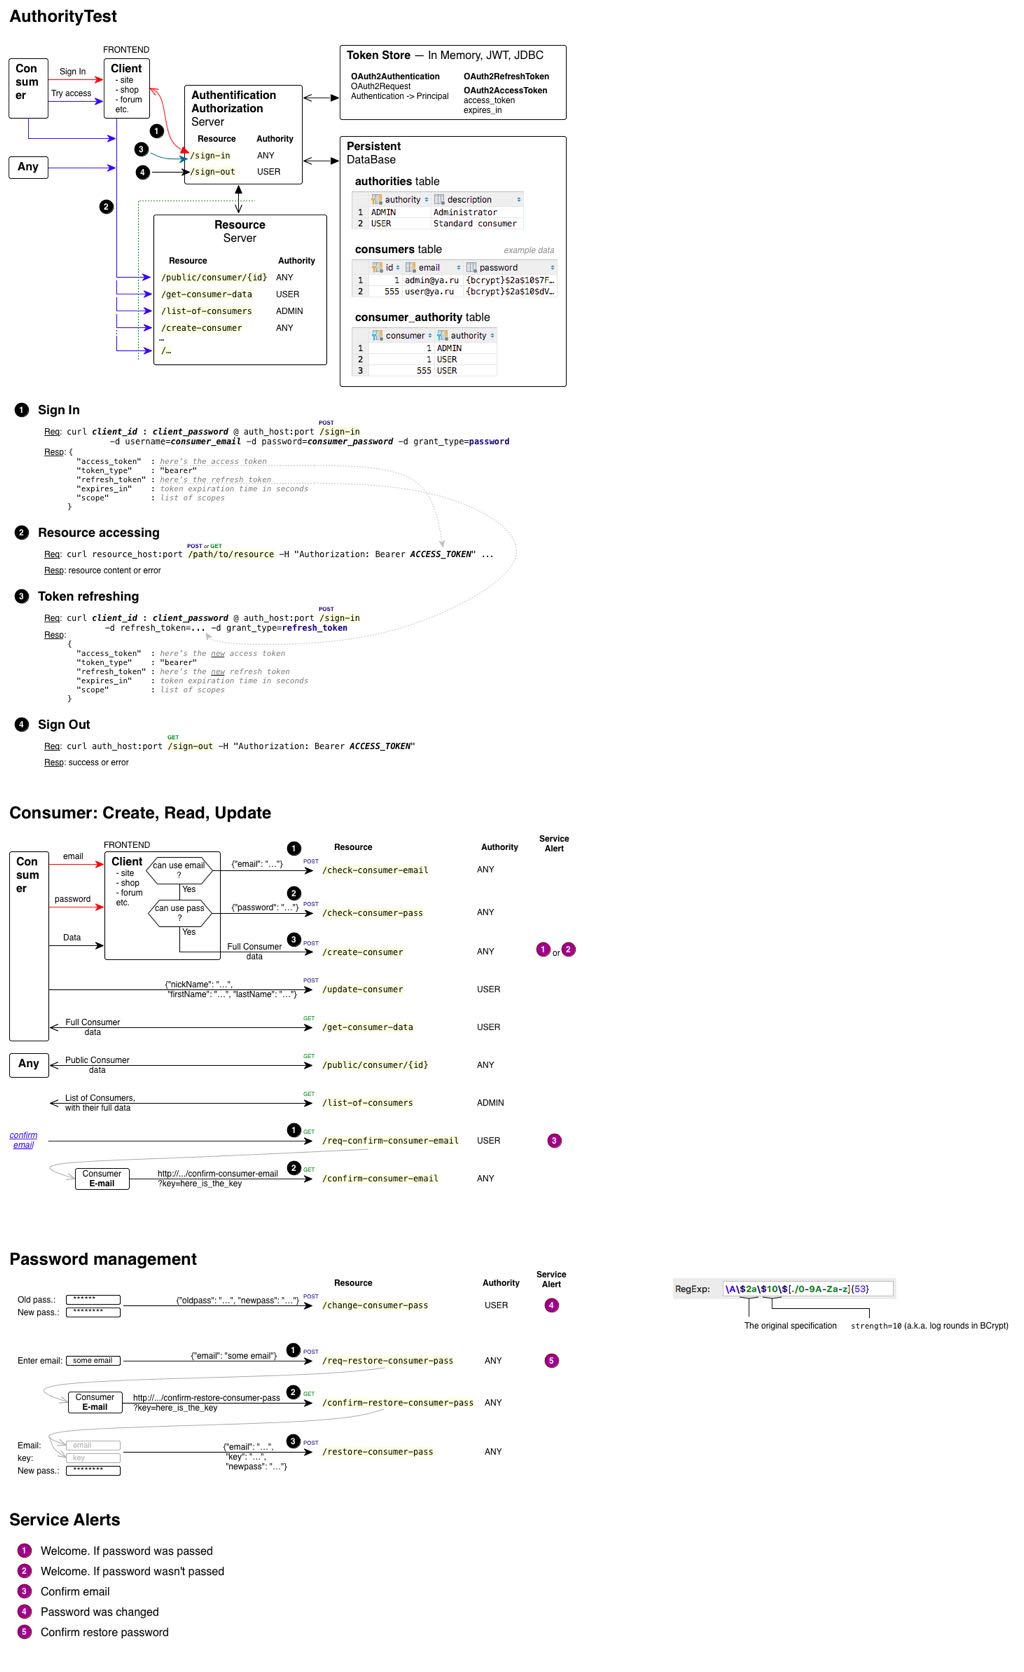 AuthorityTest
FRONTEND
Con
sum
er
Sign In
Try access
Client
- site
- shop
- forum
etc.
Any
1
3
4
2
Authentification
Authorization
Server
Resource Authority
/sign-in ANY
/sign-out USER
Resource
Server
Resource Authority
/public/consumer/{id} ANY
/get-consumer-data USER
/list-of-consumers ADMIN
/create-consumer ANY
…
/…
Token Store — In Memory, JWT, JDBC
OAuth2Authentication
OAuth2Request
Authentication -> Principal
OAuth2RefreshToken
OAuth2AccessToken
access_token
expires_in
Persistent
DataBase
authorities table
authority description
1 ADMIN Administrator
2 USER Standard consumer
consumers table example data
id email password
1 1 admin@ya.ru {bcrypt}$2a$10$7F…
2 555 user@ya.ru {bcrypt}$2a$10$dV…
consumer_authority table
consumer authority
1 1 ADMIN
2 1 USER
3 555 USER
1 Sign In
POST
Req: curl client_id : client_password @ auth_host:port /sign-in
-d username=consumer_email -d password=consumer_password -d grant_type=password
Resp: {
"access_token" : here's the access token
"token_type" : "bearer"
"refresh_token" : here's the refresh token
"expires_in" : token expiration time in seconds
"scope" : list of scopes
}
2 Resource accessing
POST or GET
Req: curl resource_host:port /path/to/resource -H "Authorization: Bearer ACCESS_TOKEN" ...
Resp: resource content or error
3 Token refreshing
POST
Req: curl client_id : client_password @ auth_host:port /sign-in
-d refresh_token=... -d grant_type=refresh_token
Resp:
{
"access_token" : here's the new access token
"token_type" : "bearer"
"refresh_token" : here's the new refresh token
"expires_in" : token expiration time in seconds
"scope" : list of scopes
}
4 Sign Out
GET
Req: curl auth_host:port /sign-out -H "Authorization: Bearer ACCESS_TOKEN"
Resp: success or error
Consumer: Create, Read, Update
FRONTEND
Resource Authority Service
Alert
Con
sum
er
email
password
Data
Client
- site
- shop
- forum
etc.
can use email
?
Yes
can use pass
?
Yes
1
{"email": "…"} POST /check-consumer-email ANY
2
{"password": "…"} POST /check-consumer-pass ANY
3
Full Consumer
data
POST /create-consumer ANY 1 or 2
{"nickName": "…",
"firstName": "…", "lastName": "…"}
POST /update-consumer USER
Full Consumer
data
GET /get-consumer-data USER
Any
Public Consumer
data
GET /public/consumer/{id} ANY
List of Consumers,
with their full data
GET /list-of-consumers ADMIN
confirm
email
1 GET /req-confirm-consumer-email USER 3
Consumer
E-mail
http://.../confirm-consumer-email
?key=here_is_the_key
2 GET /confirm-consumer-email ANY
Password management
Resource Authority Service
Alert
Old pass.: ******
New pass.: ********
{"oldpass": "…", "newpass": "…"} POST /change-consumer-pass USER 4
Enter email: some email
{"email": "some email"} 1 POST /req-restore-consumer-pass ANY 5
Consumer
E-mail
http://.../confirm-restore-consumer-pass
?key=here_is_the_key
2 GET /confirm-restore-consumer-pass ANY
Email: email
key: key
New pass.: ********
{"email": "…",
"key": "…",
"newpass": "…"}
3 POST /restore-consumer-pass ANY
RegExp: \A\$2a\$10\$[./0-9A-Za-z]{53}
The original specification strength=10 (a.k.a. log rounds in BCrypt)
Service Alerts
1 Welcome. If password was passed
2 Welcome. If password wasn't passed
3 Confirm email
4 Password was changed
5 Confirm restore password